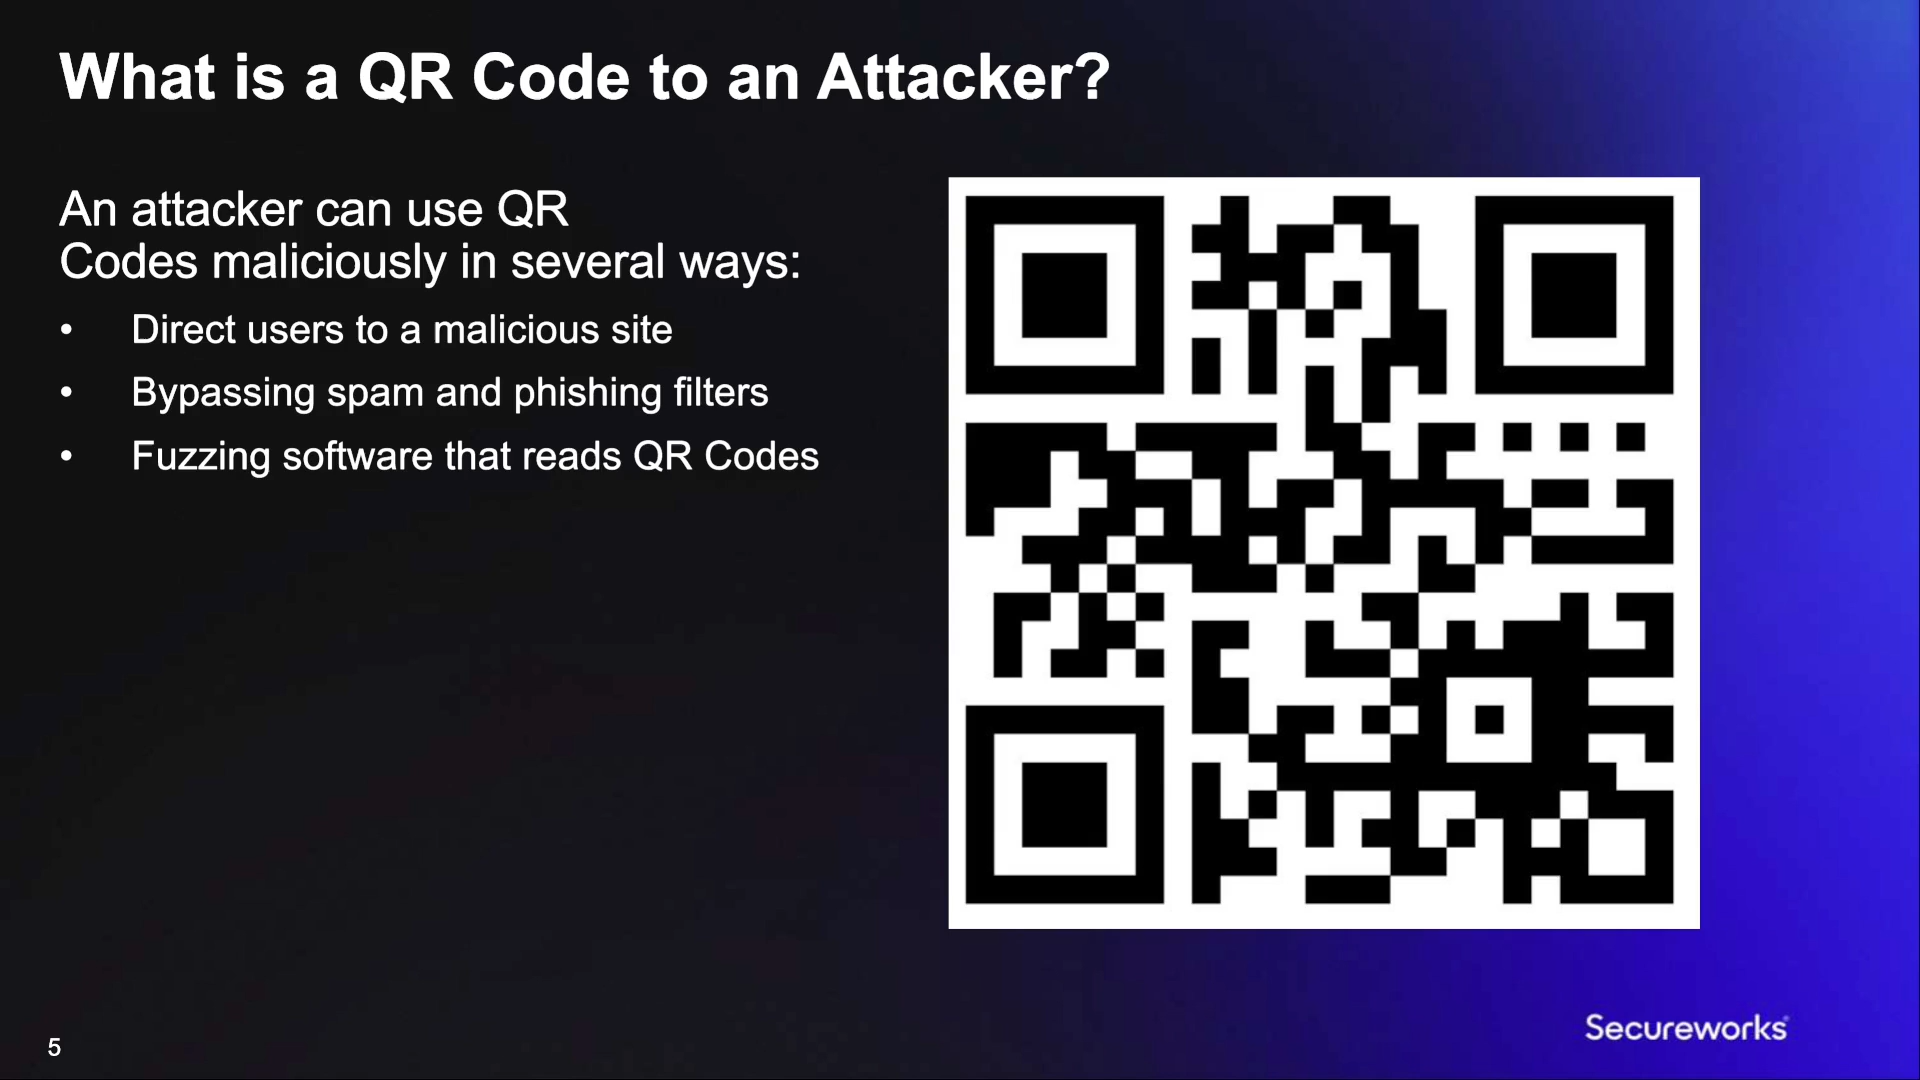 What is a QR Code to an Attacker?
An attacker can use QR
Codes maliciously in several ways:
• Direct users to a malicious site
• Bypassing spam and phishing filters
• Fuzzing software that reads QR Codes
5
Secureworks